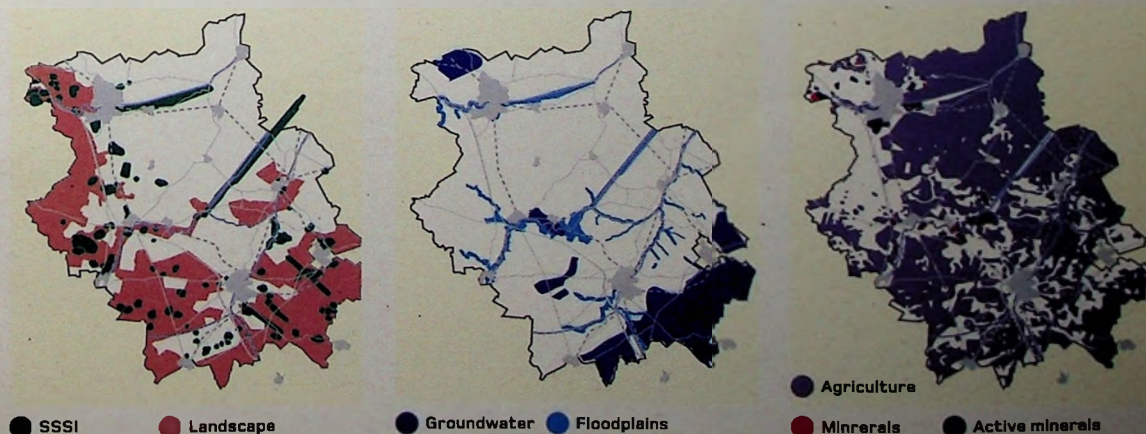 SSSI
Landscape
Groundwater
Floodplains
Agriculture
Minrerals
Active minerals